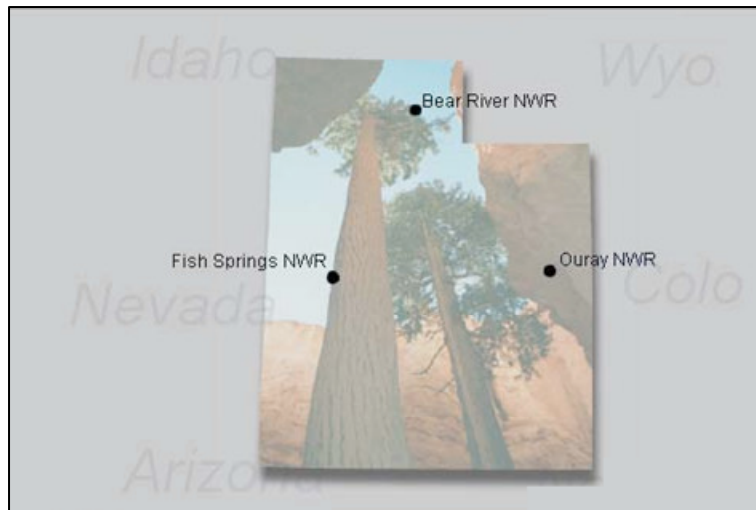 Idaho
Wyo
Bear River NWR
Fish Springs NWR
Ouray NWR
Nevada
Colo
Arizona